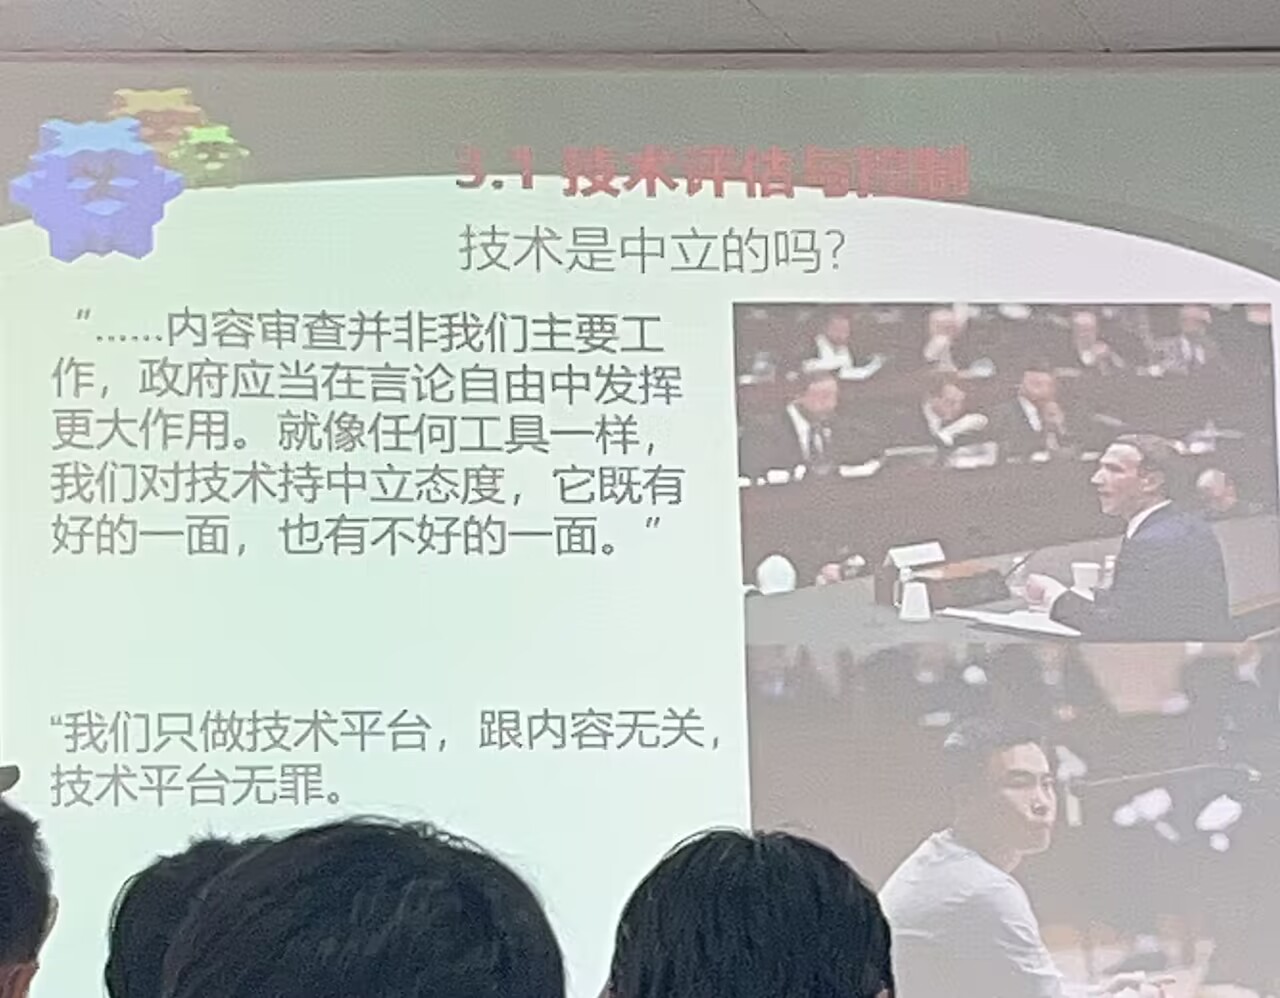 3.1 技术评估与控制
技术是中立的吗?
“......内容审查并非我们主要工
作，政府应当在言论自由中发挥
更大作用。就像任何工具一样，
我们对技术持中立态度，它既有
好的一面，也有不好的一面。”
“我们只做技术平台，跟内容无关，
技术平台无罪。